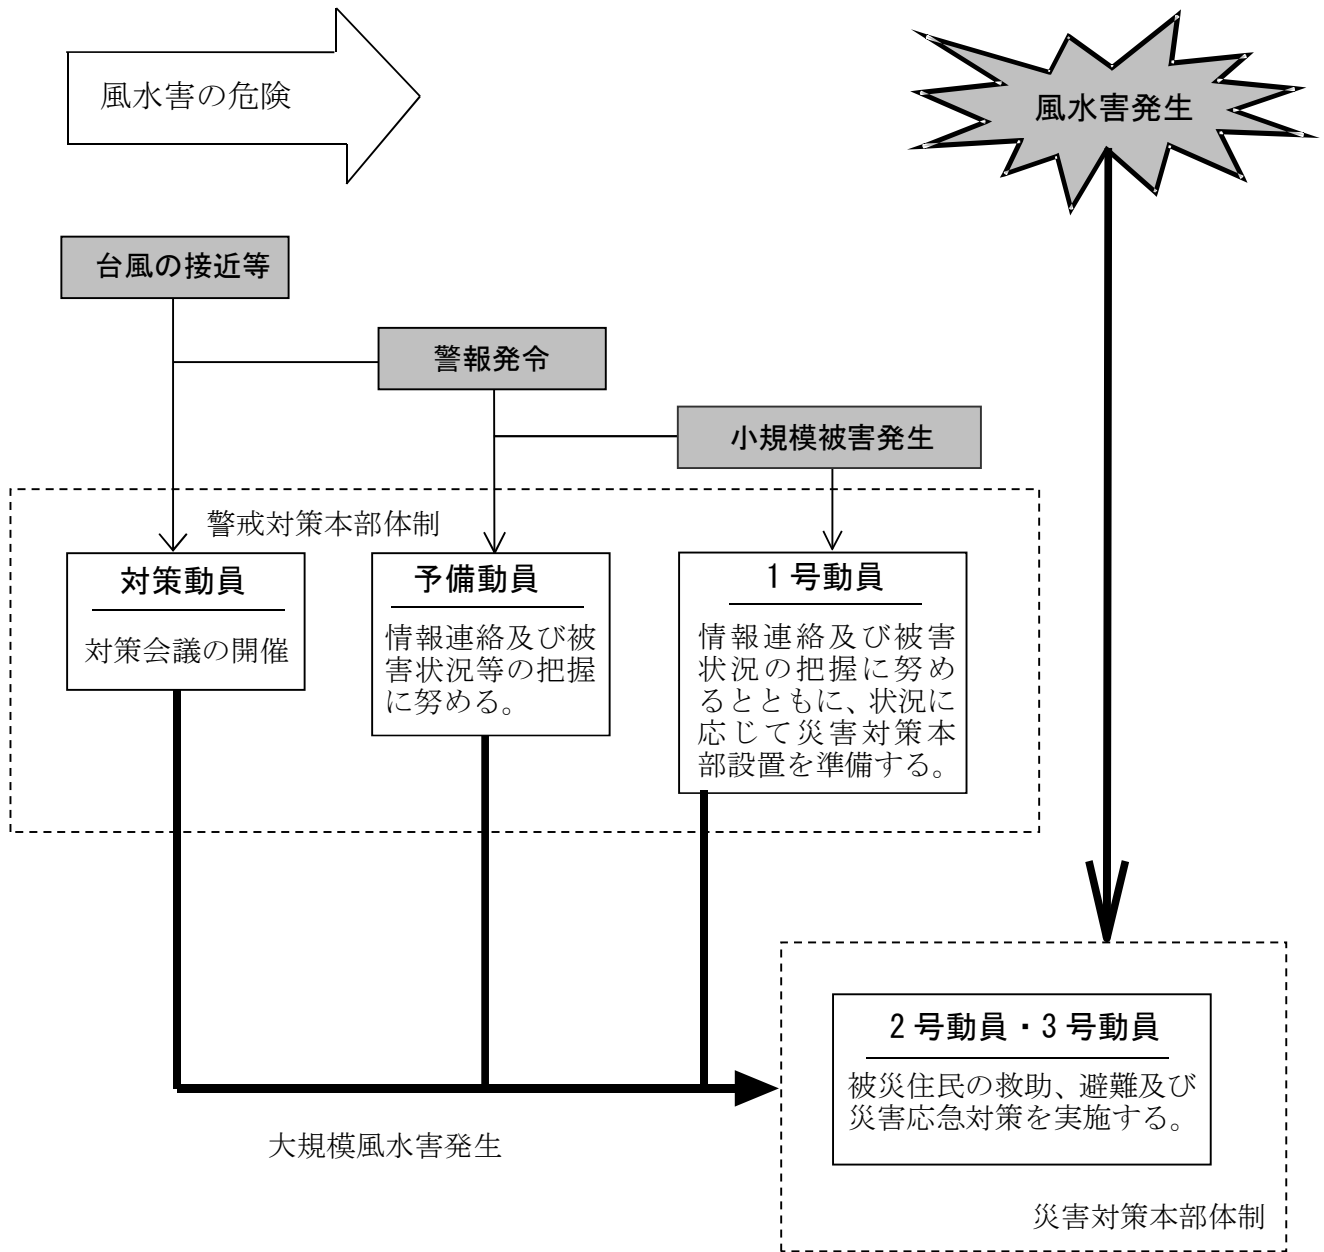 風水害の危険
風水害発生
台風の接近等
警報発令
小規模被害発生
警戒対策本部体制
対策動員
対策会議の開催
予備動員
情報連絡及び被
害状況等の把握
に努める。
1号動員
情報連絡及び被害
状況の把握に努め
るとともに、状況に
応じて災害対策本
部設置を準備する。
2号動員・3号動員
被災住民の救助、避難及び
災害応急対策を実施する。
大規模風水害発生
災害対策本部体制